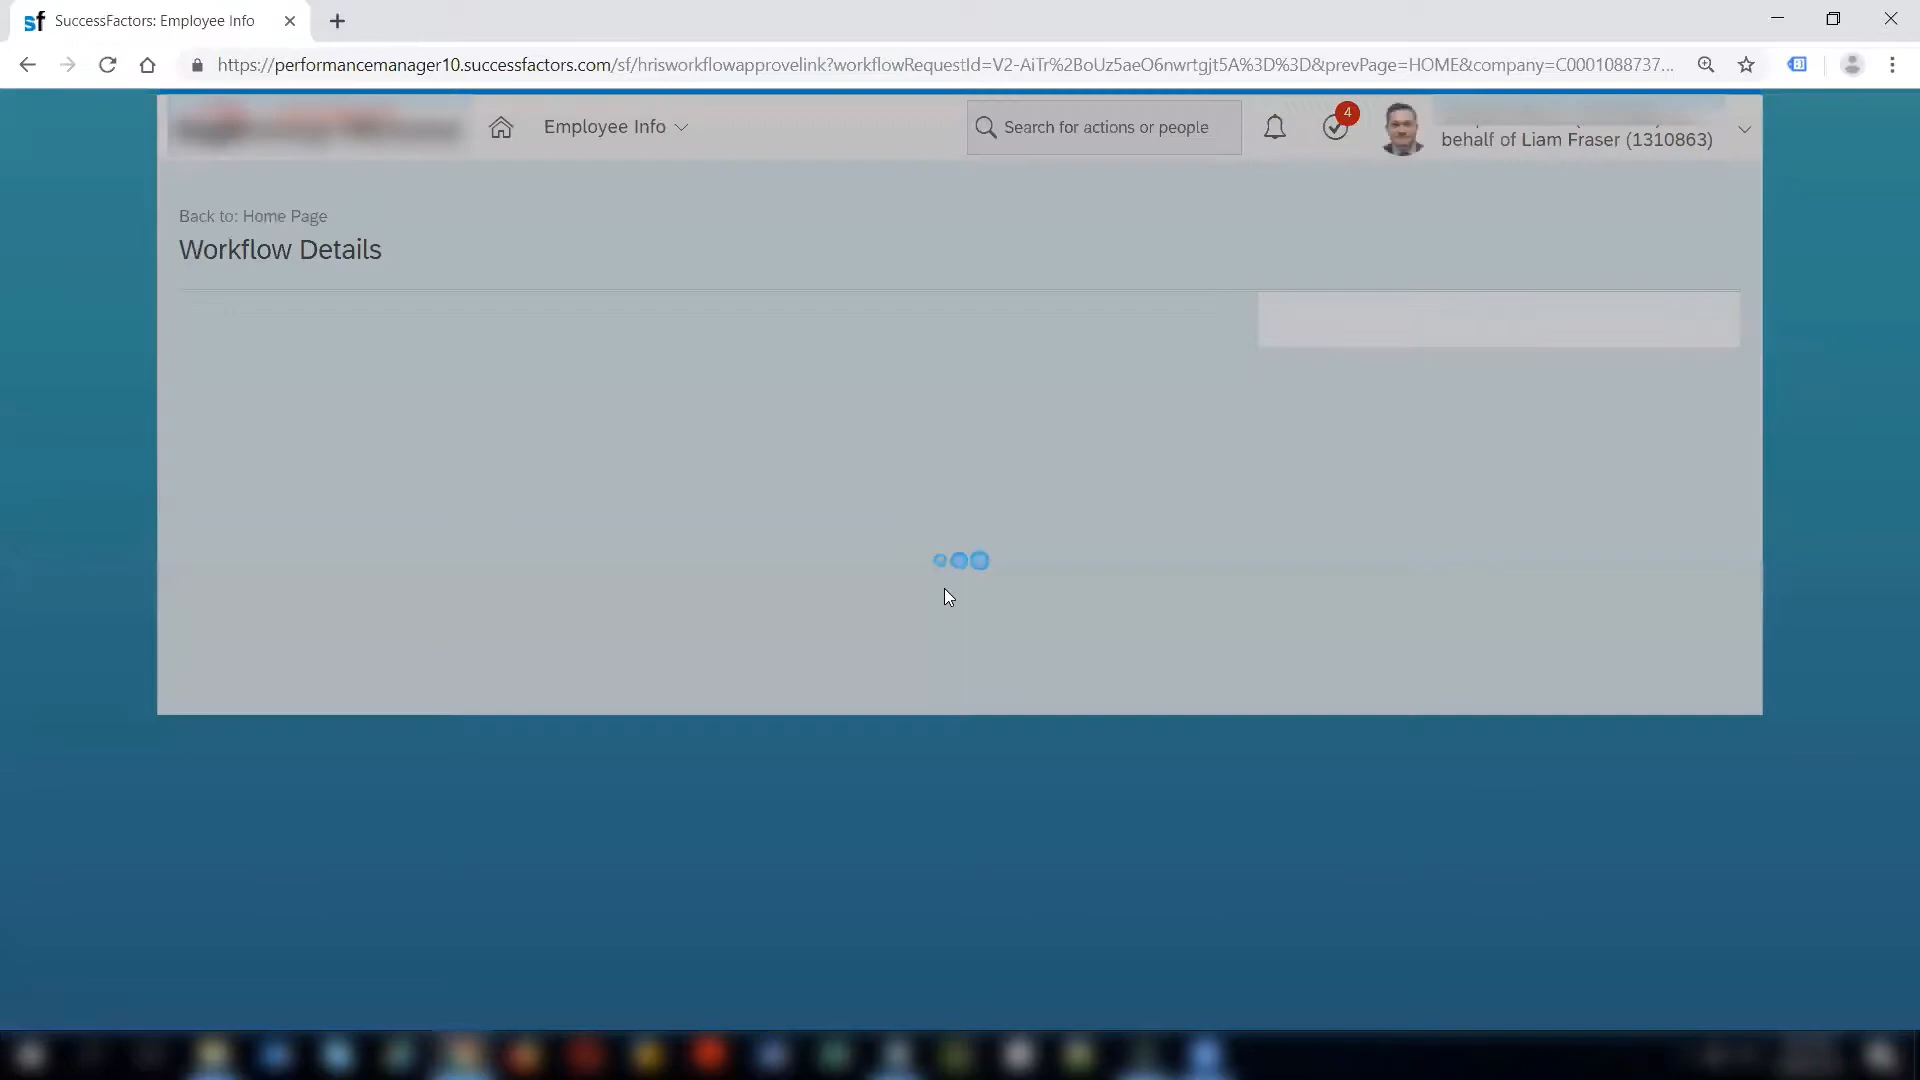 sf SuccessFactors: Employee Info
https://performancemanager10.successfactors.com/sf/hrisworkflowapprovelink?workflowRequestId=V2-AiTr%2BoUz5aeO6nwrtgjt5A%3D%3D&prevPage=HOME&company=C0001088737...
Employee Info
Search for actions or people
4
behalf of Liam Fraser (1310863)
Back to: Home Page
Workflow Details